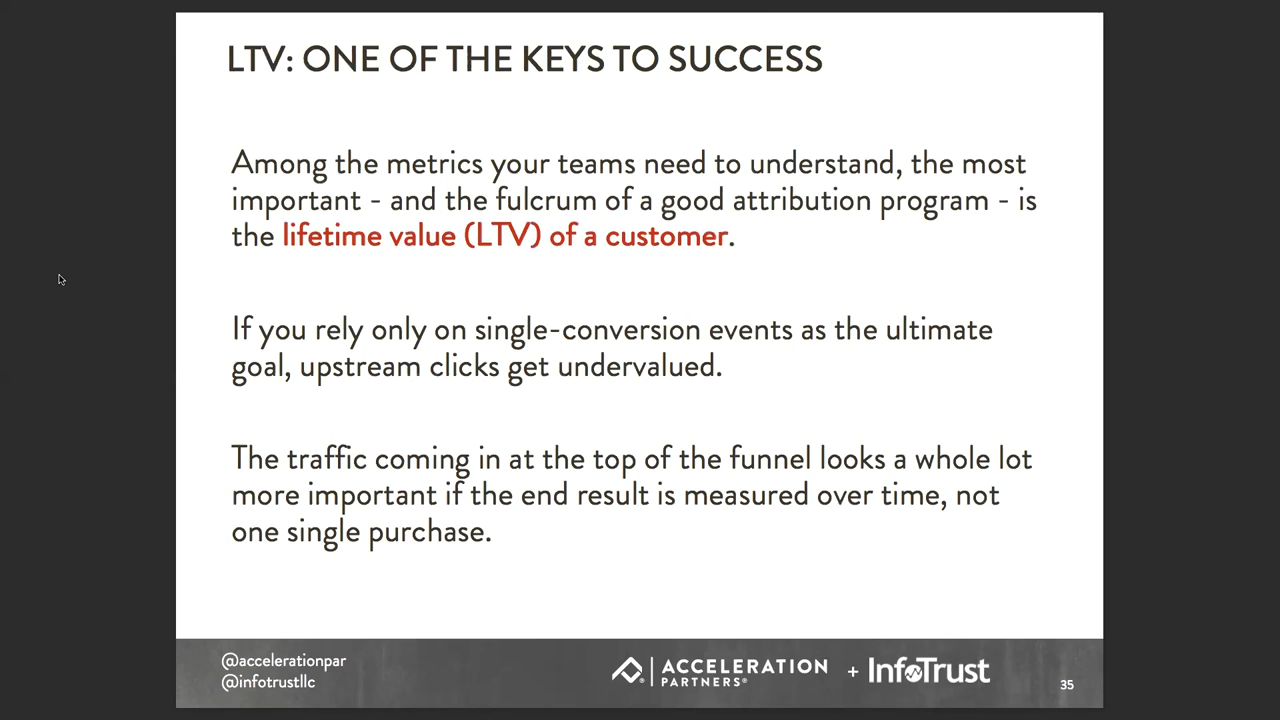 LTV: ONE OF THE KEYS TO SUCCESS
Among the metrics your teams need to understand, the most
important - and the fulcrum of a good attribution program - is
the lifetime value (LTV) of a customer.
If you rely only on single-conversion events as the ultimate
goal, upstream clicks get undervalued.
The traffic coming in at the top of the funnel looks a whole lot
more important if the end result is measured over time, not
one single purchase.
@accelerationpar
@infotrustllc
ACCELERATION
PARTNERS®
+ InfoTrust
35